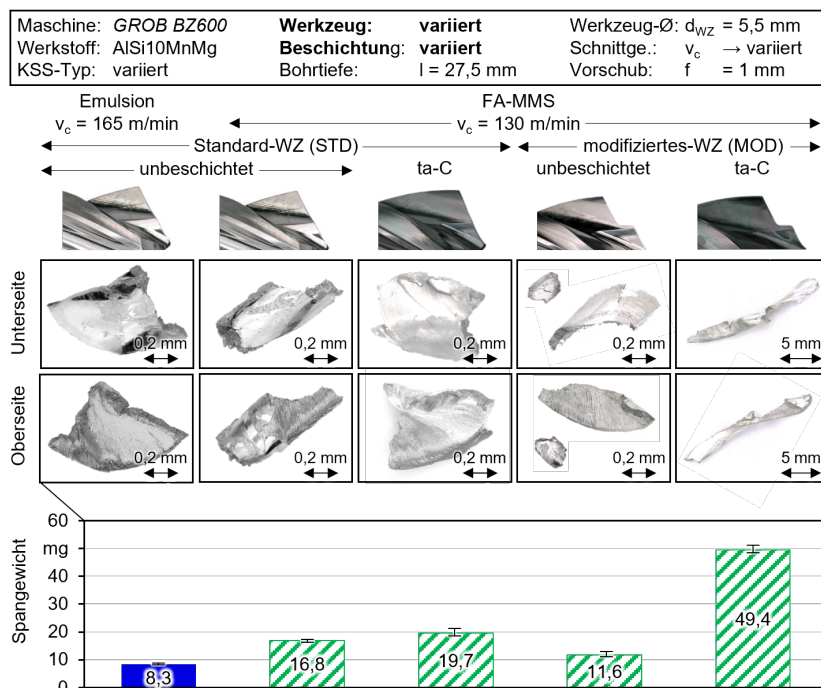 Maschine: GROB BZ600 Werkzeug: variiert Werkzeug-Ø: dWZ = 5,5 mm
Werkstoff: AlSi10MnMg Beschichtung: variiert Schnittge.: vc → variiert
KSS-Typ: variiert Bohrtiefe: l = 27,5 mm Vorschub: f = 1 mm
Emulsion FA-MMS
vc = 165 m/min vc = 130 m/min
Standard-WZ (STD) modifiziertes-WZ (MOD)
unbeschichtet ta-C unbeschichtet ta-C
Unterseite
0,2 mm 0,2 mm 0,2 mm 0,2 mm 5 mm
Oberseite
0,2 mm 0,2 mm 0,2 mm 0,2 mm 5 mm
Spangewicht
60
mg
40
30
20
10
0
8,3 16,8 19,7 11,6 49,4